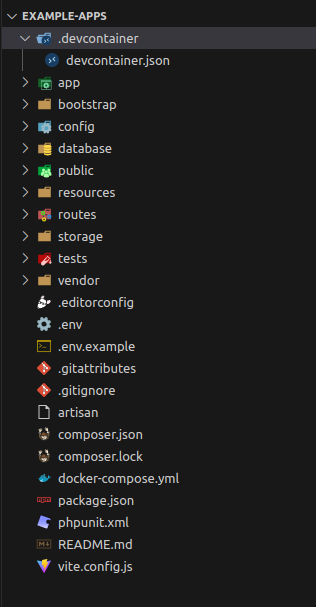 EXAMPLE-APPS
.devcontainer
devcontainer.json
app
bootstrap
config
database
public
resources
routes
storage
tests
vendor
.editorconfig
.env
.env.example
.gitattributes
.gitignore
artisan
composer.json
composer.lock
docker-compose.yml
package.json
phpunit.xml
README.md
vite.config.js